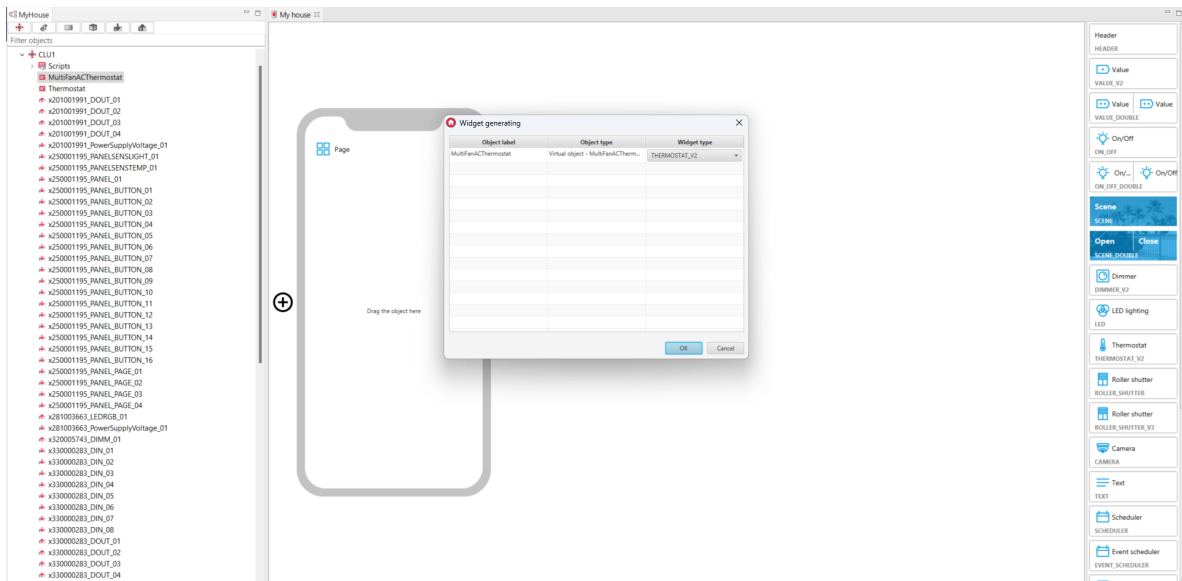 MyHouse
My house
Filter objects
CLU1
Scripts
MultiFanACThermostat
Thermostat
x201001991_DOUT_01
x201001991_DOUT_02
x201001991_DOUT_03
x201001991_DOUT_04
x201001991_PowerSupplyVoltage_01
x250001195_PANELSENSLIGHT_01
x250001195_PANELSENSTEMP_01
x250001195_PANEL_01
x250001195_PANEL_BUTTON_01
x250001195_PANEL_BUTTON_02
x250001195_PANEL_BUTTON_03
x250001195_PANEL_BUTTON_04
x250001195_PANEL_BUTTON_05
x250001195_PANEL_BUTTON_06
x250001195_PANEL_BUTTON_07
x250001195_PANEL_BUTTON_08
x250001195_PANEL_BUTTON_09
x250001195_PANEL_BUTTON_10
x250001195_PANEL_BUTTON_11
x250001195_PANEL_BUTTON_12
x250001195_PANEL_BUTTON_13
x250001195_PANEL_BUTTON_14
x250001195_PANEL_BUTTON_15
x250001195_PANEL_BUTTON_16
x250001195_PANEL_PAGE_01
x250001195_PANEL_PAGE_02
x250001195_PANEL_PAGE_03
x250001195_PANEL_PAGE_04
x281003663_LEDRGB_01
x281003663_PowerSupplyVoltage_01
x320005743_DIMM_01
x330000283_DIN_01
x330000283_DIN_02
x330000283_DIN_03
x330000283_DIN_04
x330000283_DIN_05
x330000283_DIN_06
x330000283_DIN_07
x330000283_DIN_08
x330000283_DOUT_01
x330000283_DOUT_02
x330000283_DOUT_03
x330000283_DOUT_04
Page
Drag the object here
Widget generating
Object label Object type Widget type
MultiFanACThermostat Virtual object - MultiFanACTherm... THERMOSTAT_V2
OK Cancel
Header
HEADER
Value
VALUE_V2
Value Value
VALUE_DOUBLE
On/Off
ON_OFF
On/... On/Off
ON_OFF_DOUBLE
Scene
SCENE
Open Close
SCENE_DOUBLE
Dimmer
DIMMER_V2
LED lighting
LED
Thermostat
THERMOSTAT_V2
Roller shutter
ROLLER_SHUTTER
Roller shutter
ROLLER_SHUTTER_V3
Camera
CAMERA
Text
TEXT
Scheduler
SCHEDULER
Event scheduler
EVENT_SCHEDULER